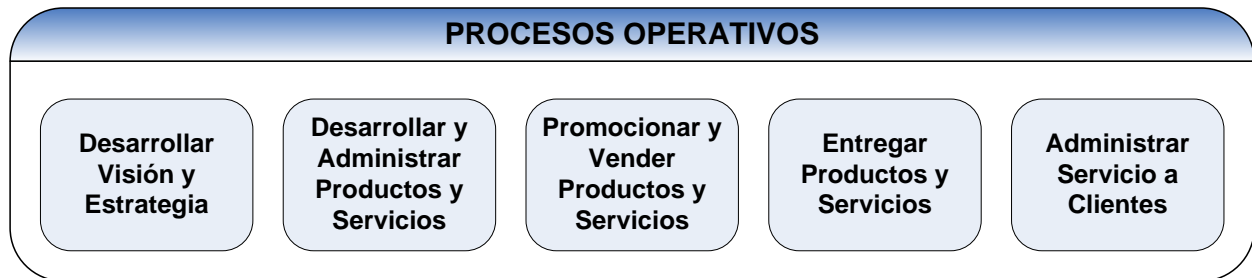 PROCESOS OPERATIVOS
Desarrollar
Visión y
Estrategia
Desarrollar y
Administrar
Productos y
Servicios
Promocionar y
Vender
Productos y
Servicios
Entregar
Productos y
Servicios
Administrar
Servicio a
Clientes